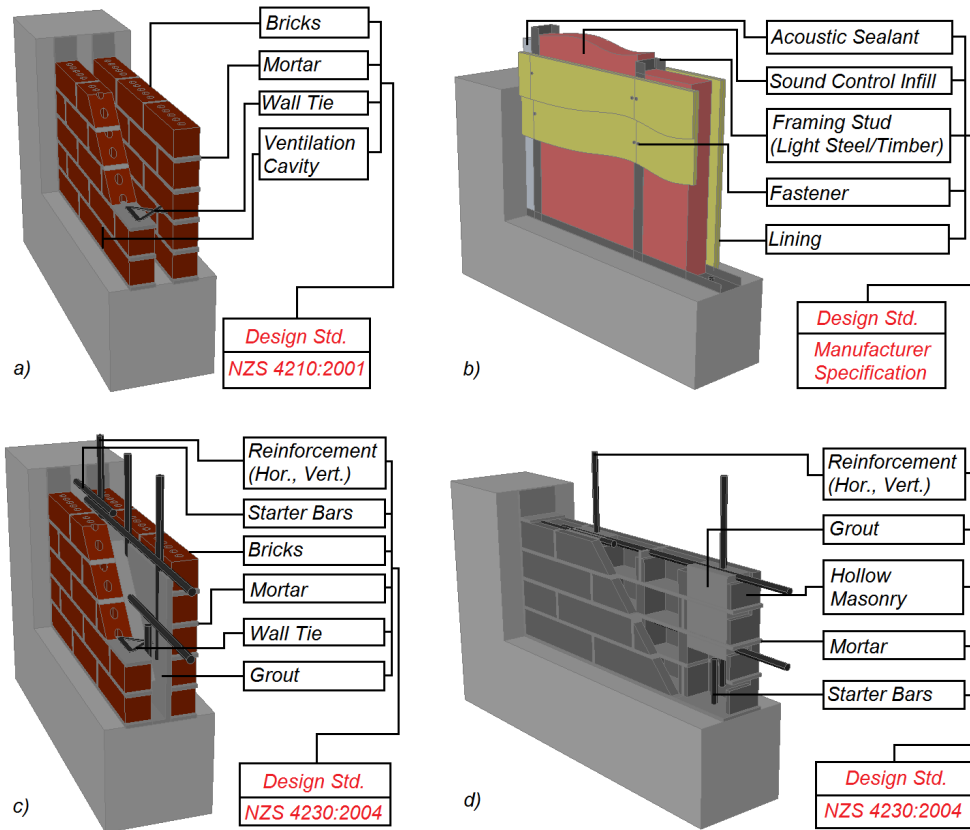 Bricks
Mortar
Wall Tie
Ventilation
Cavity
Design Std.
NZS 4210:2001
a)
Acoustic Sealant
Sound Control Infill
Framing Stud
(Light Steel/Timber)
Fastener
Lining
Design Std.
Manufacturer
Specification
b)
Reinforcement
(Hor., Vert.)
Starter Bars
Bricks
Mortar
Wall Tie
Grout
Design Std.
NZS 4230:2004
c)
Reinforcement
(Hor., Vert.)
Grout
Hollow
Masonry
Mortar
Starter Bars
Design Std.
NZS 4230:2004
d)